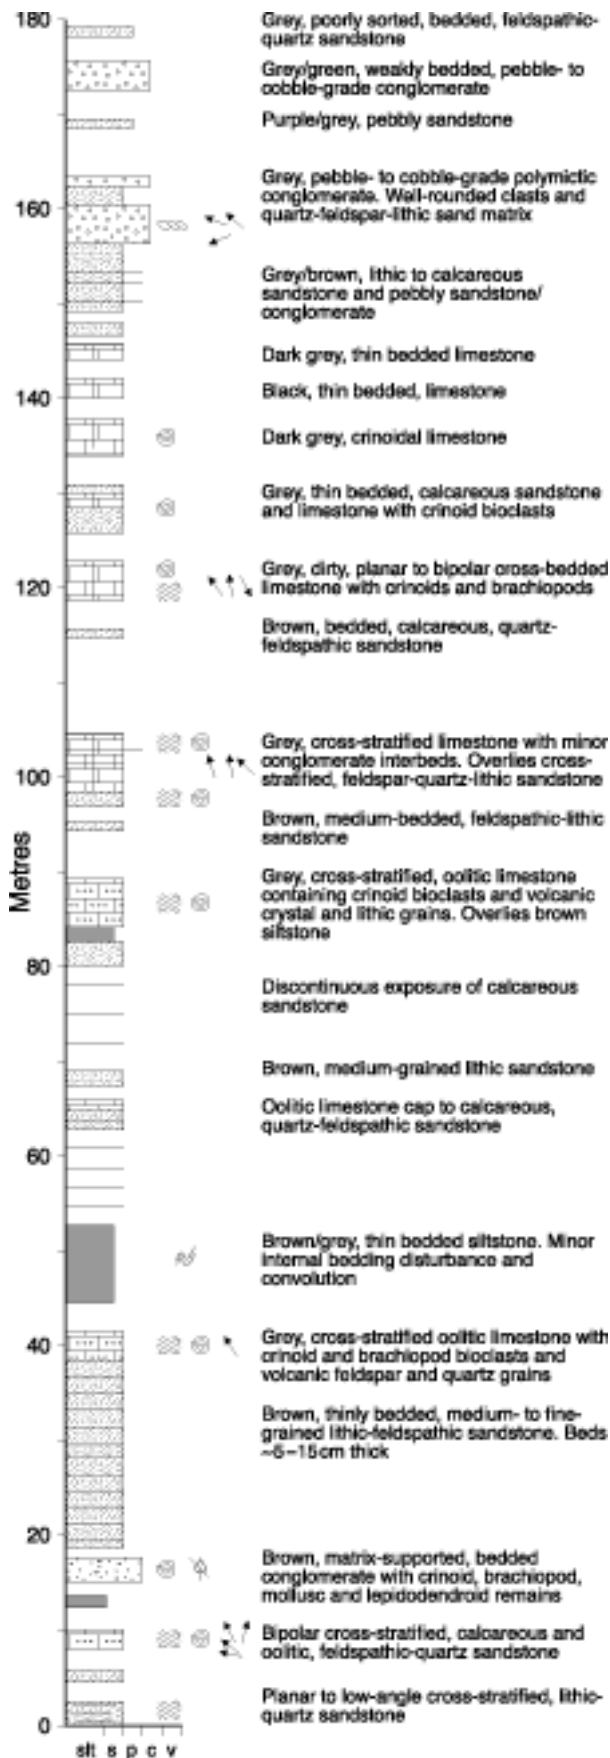 180
Grey, poorly sorted, bedded, feldspathic-
quartz sandstone
Grey/green, weakly bedded, pebble- to
cobble-grade conglomerate
Purple/grey, pebbly sandstone
Grey, pebble- to cobble-grade polymictic
conglomerate. Well-rounded clasts and
quartz-feldspar-lithic sand matrix
160
Grey/brown, lithic to calcareous
sandstone and pebbly sandstone/
conglomerate
Dark grey, thin bedded limestone
Black, thin bedded, limestone
140
Dark grey, crinoidal limestone
Grey, thin bedded, calcareous sandstone
and limestone with crinoid bioclasts
Grey, dirty, planar to bipolar cross-bedded
limestone with crinoids and brachiopods
120
Brown, bedded, calcareous, quartz-
feldspathic sandstone
Grey, cross-stratified limestone with minor
conglomerate interbeds. Overlies cross-
stratified, feldspar-quartz-lithic sandstone
100
Brown, medium-bedded, feldspathic-lithic
sandstone
Metres
Grey, cross-stratified, oolitic limestone
containing crinoid bioclasts and volcanic
crystal and lithic grains. Overlies brown
siltstone
80
Discontinuous exposure of calcareous
sandstone
Brown, medium-grained lithic sandstone
Oolitic limestone cap to calcareous,
quartz-feldspathic sandstone
60
Brown/grey, thin bedded siltstone. Minor
internal bedding disturbance and
convolution
40
Grey, cross-stratified oolitic limestone with
crinoid and brachiopod bioclasts and
volcanic feldspar and quartz grains
Brown, thinly bedded, medium- to fine-
grained lithic-feldspathic sandstone. Beds
~5–15cm thick
20
Brown, matrix-supported, bedded
conglomerate with crinoid, brachiopod,
mollusc and lepidodendroid remains
Bipolar cross-stratified, calcareous and
oolitic, feldspathic-quartz sandstone
Planar to low-angle cross-stratified, lithic-
quartz sandstone
0
slt s p c v